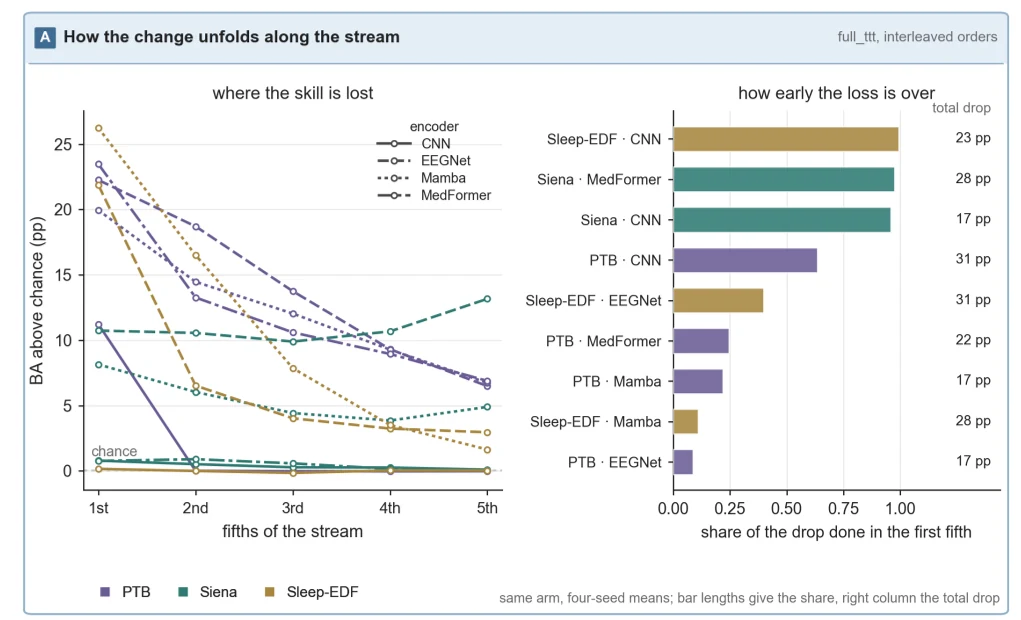 A How the change unfolds along the stream
full_ttt, interleaved orders
where the skill is lost
BA above chance (pp)
25
20
15
10
5
0
chance
encoder
CNN
EEGNet
Mamba
MedFormer
1st 2nd 3rd 4th 5th
fifths of the stream
how early the loss is over
total drop
Sleep-EDF · CNN 23 pp
Siena · MedFormer 28 pp
Siena · CNN 17 pp
PTB · CNN 31 pp
Sleep-EDF · EEGNet 31 pp
PTB · MedFormer 22 pp
PTB · Mamba 17 pp
Sleep-EDF · Mamba 28 pp
PTB · EEGNet 17 pp
0.00 0.25 0.50 0.75 1.00
share of the drop done in the first fifth
PTB Siena Sleep-EDF
same arm, four-seed means; bar lengths give the share, right column the total drop